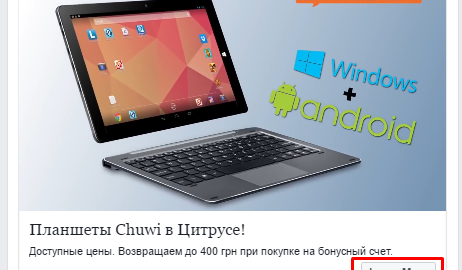 Windows
+
android
Планшеты Chuwi в Цитрусе!
Доступные цены. Возвращаем до 400 грн при покупке на бонусный счет.